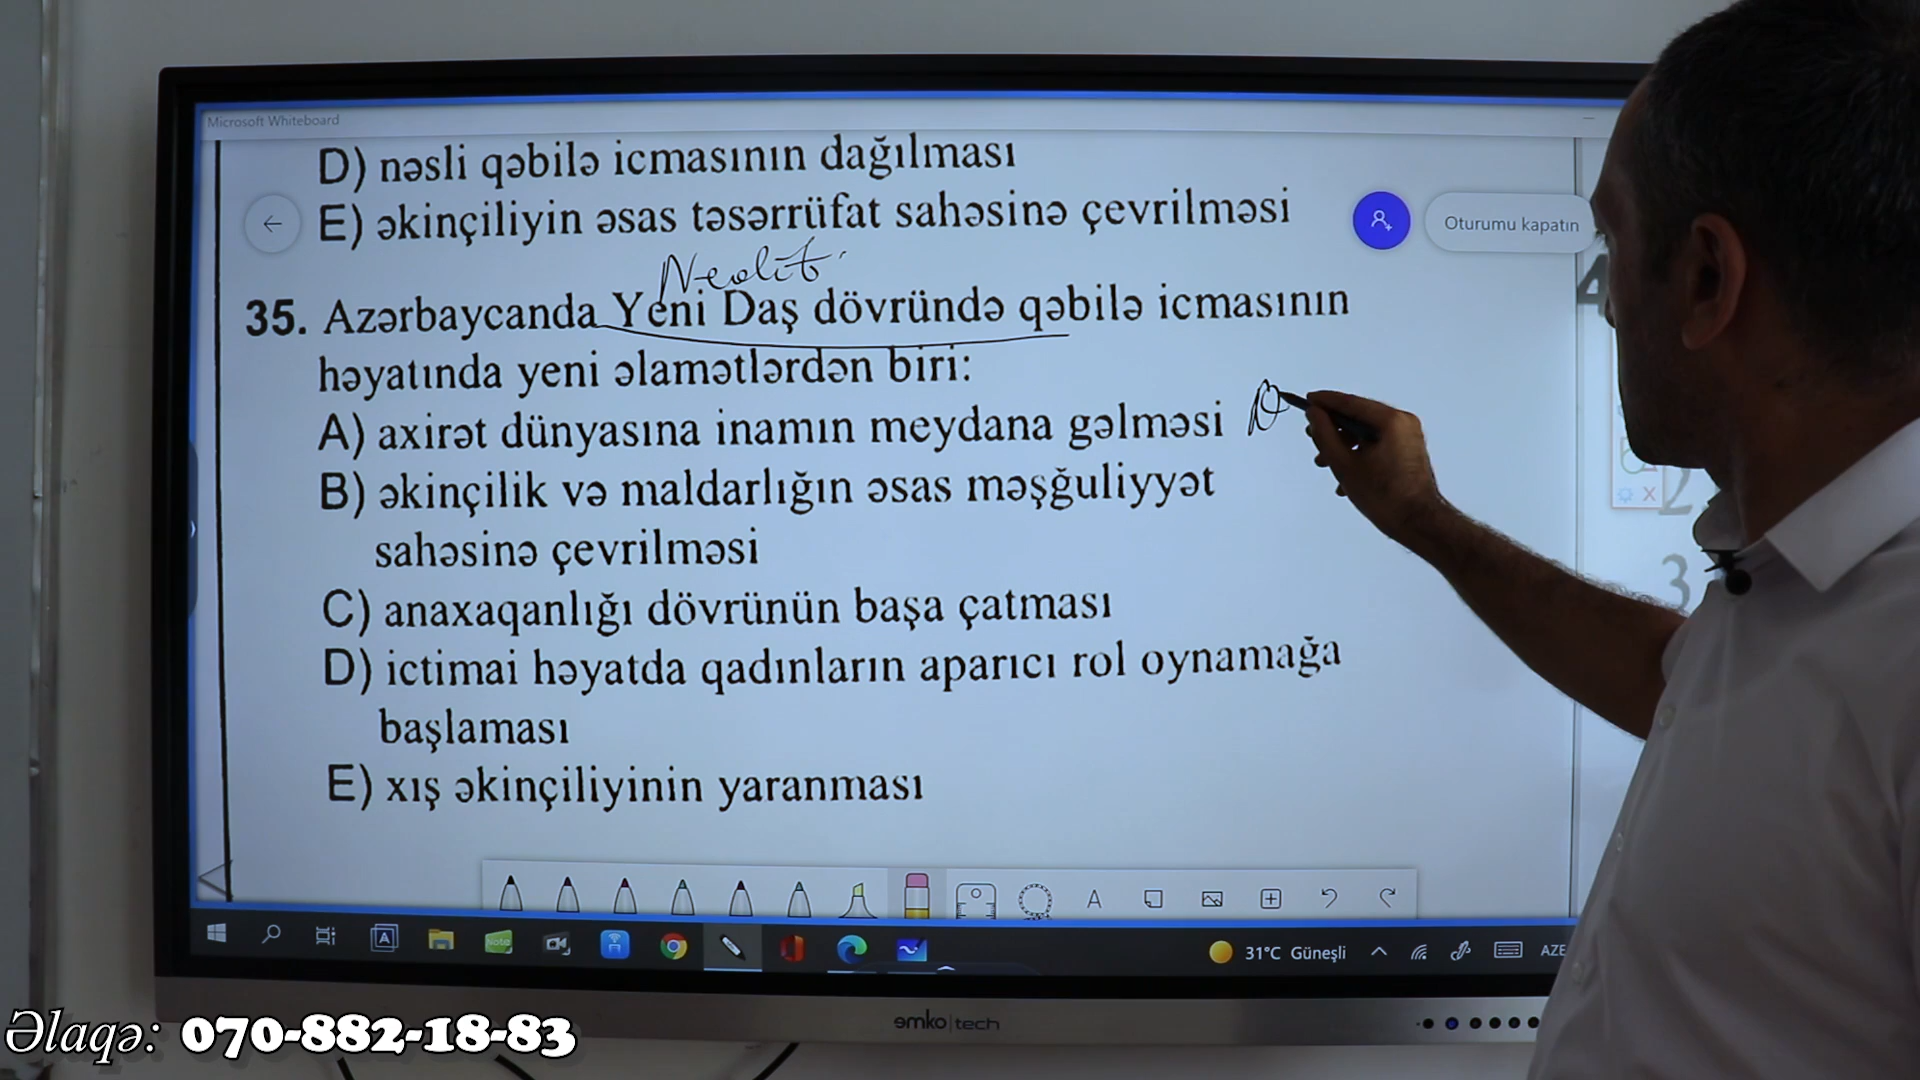 Microsoft Whiteboard
D) nəsli qəbilə icmasının dağılması
E) əkinçiliyin əsas təsərrüfat sahəsinə çevrilməsi
Oturumu kapatın
Neolit
35. Azərbaycanda Yeni Daş dövründə qəbilə icmasının
həyatında yeni əlamətlərdən biri:
A) axirət dünyasına inamın meydana gəlməsi
B) əkinçilik və maldarlığın əsas məşğuliyyət
sahəsinə çevrilməsi
C) anaxaqanlığı dövrünün başa çatması
D) ictimai həyatda qadınların aparıcı rol oynamağa
başlaması
E) xış əkinçiliyinin yaranması
31°C Güneşli
AZE
emko|tech
Əlaqə: 070-882-18-83